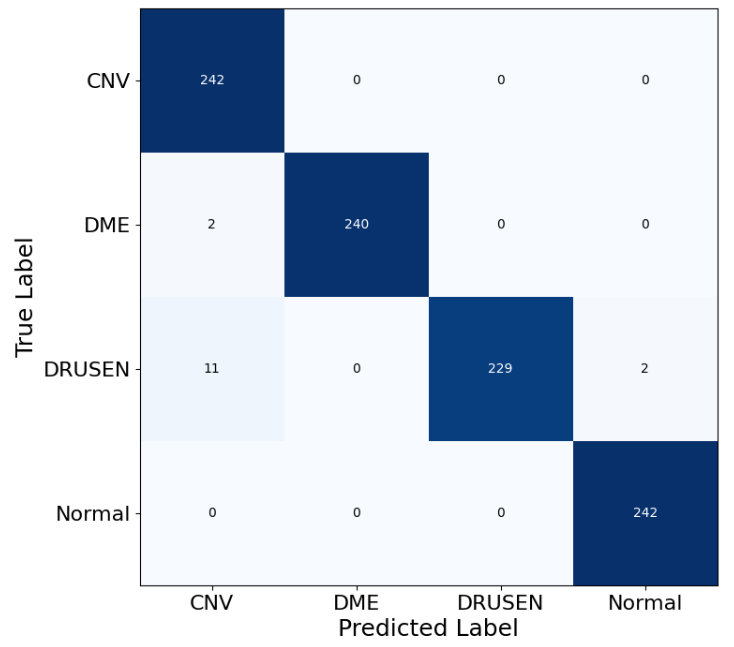 CNV 242 0 0 0
DME 2 240 0 0
DRUSEN 11 0 229 2
Normal 0 0 0 242
CNV DME DRUSEN Normal
Predicted Label
True Label